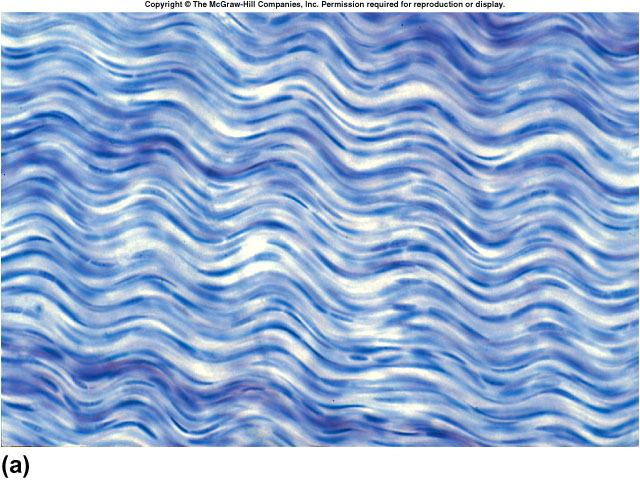 Copyright © The McGraw-Hill Companies, Inc. Permission required for reproduction or display.
(a)